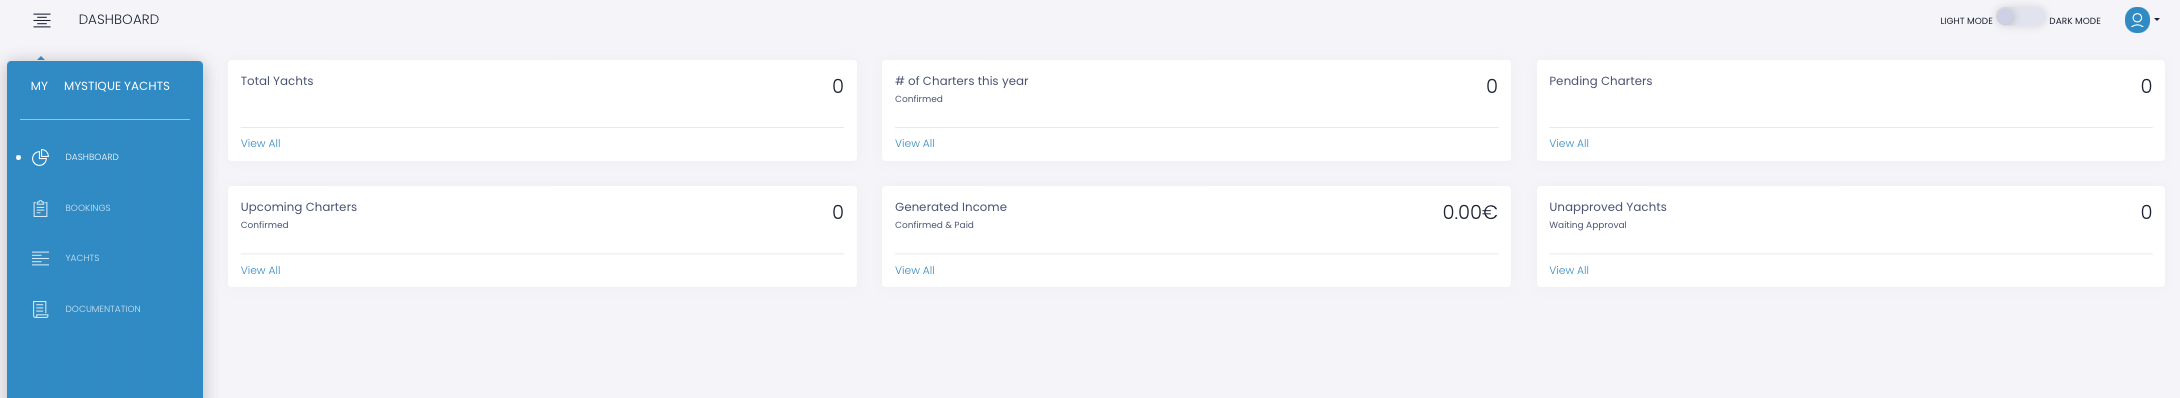 DASHBOARD
LIGHT MODE DARK MODE
MY MYSTIQUE YACHTS
DASHBOARD
BOOKINGS
YACHTS
DOCUMENTATION
Total Yachts 0
View All
# of Charters this year 0
Confirmed
View All
Pending Charters 0
View All
Upcoming Charters 0
Confirmed
View All
Generated Income 0.00€
Confirmed & Paid
View All
Unapproved Yachts 0
Waiting Approval
View All